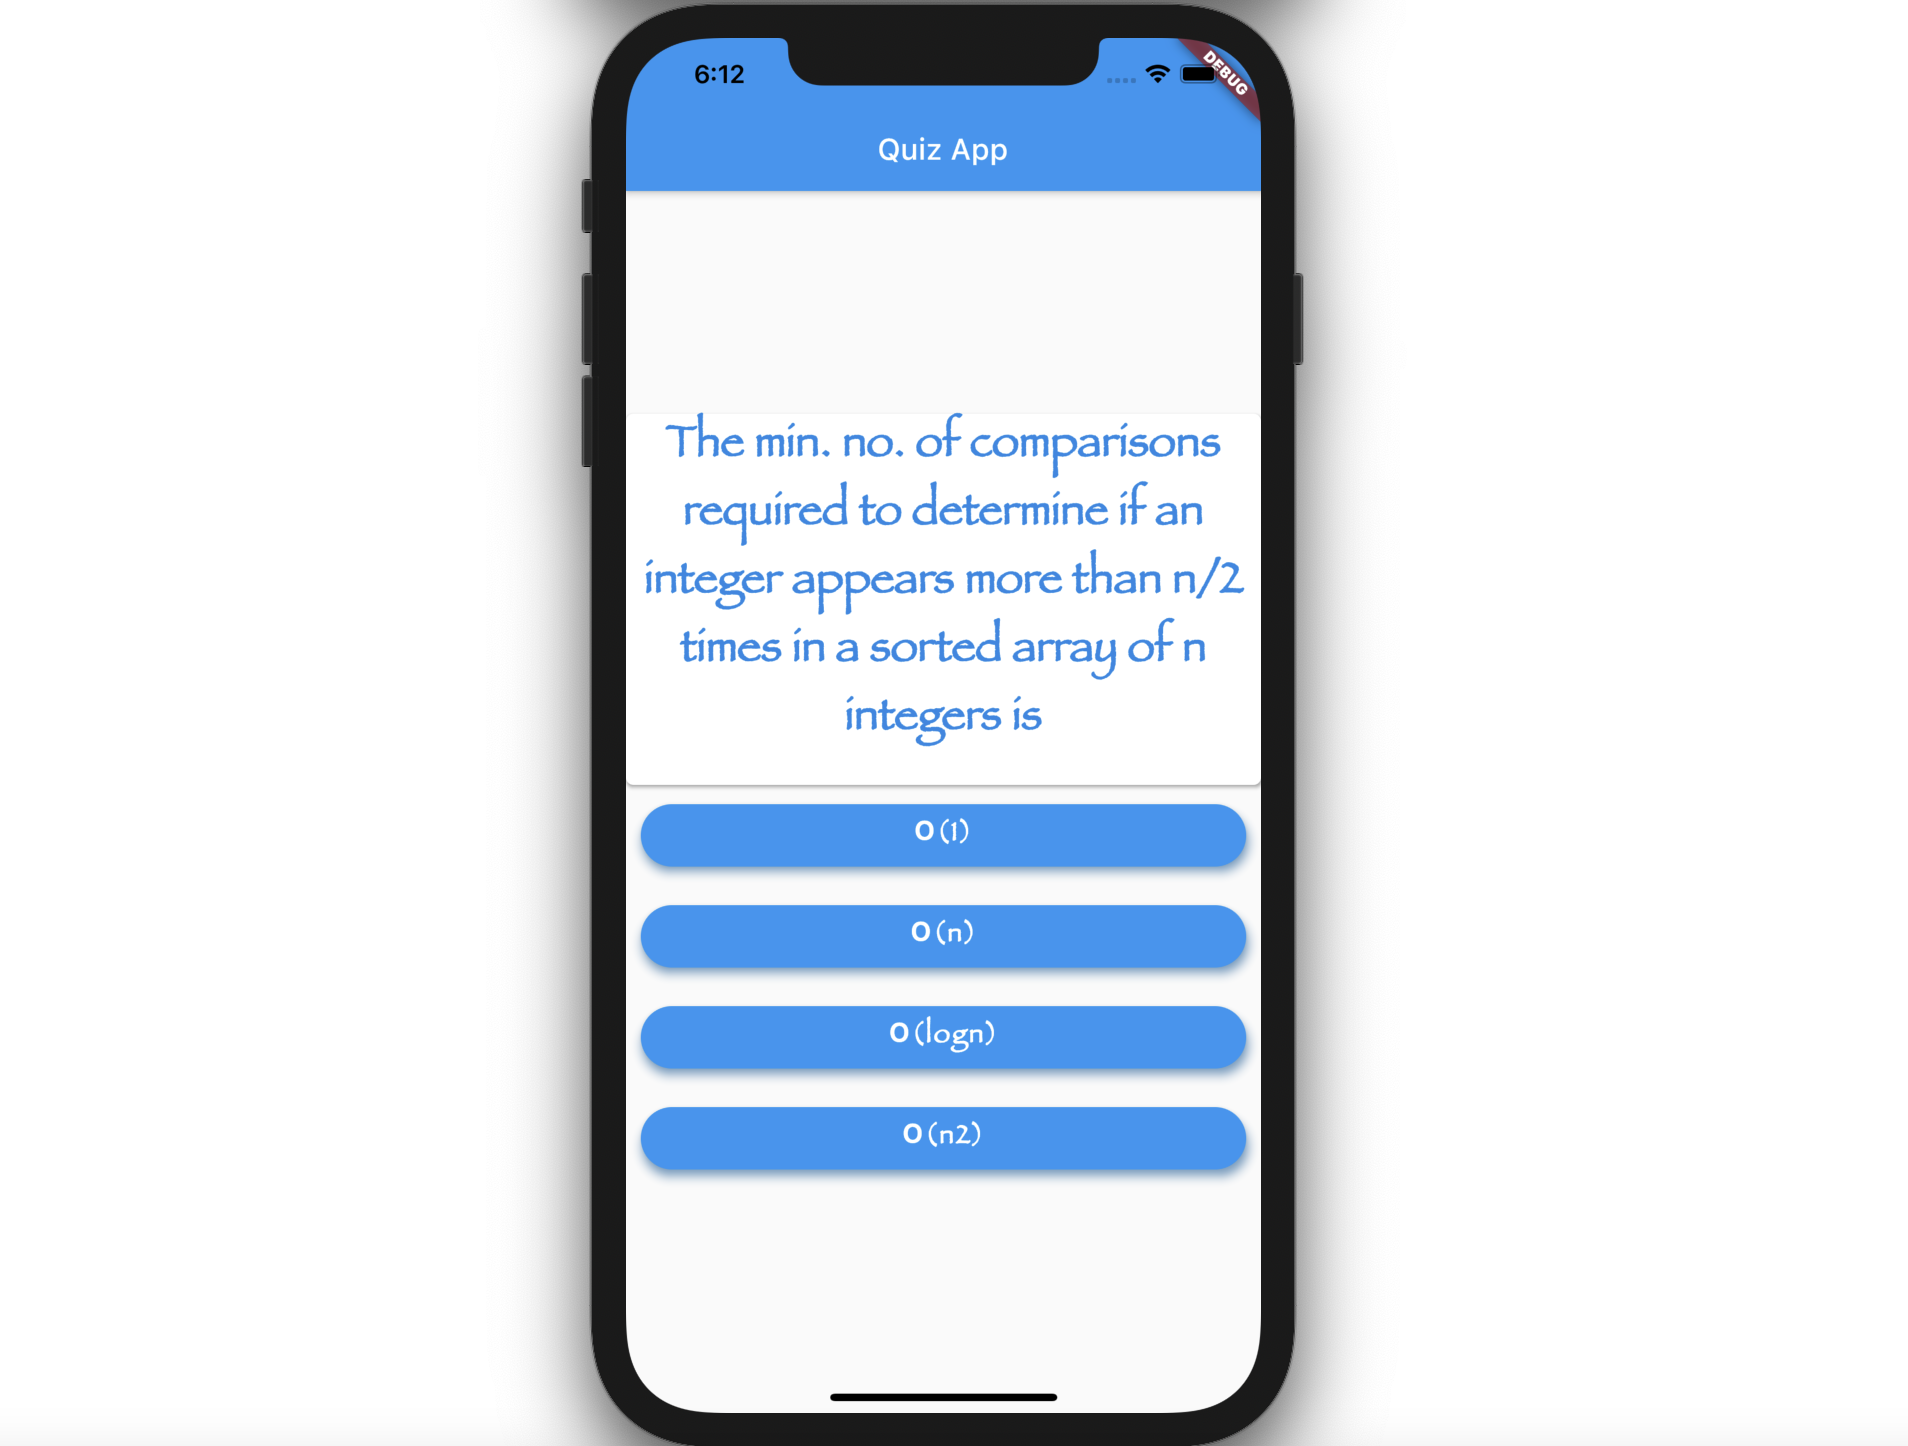 6:12
DEBUG
Quiz App
The min. no. of comparisons
required to determine if an
integer appears more than n/2
times in a sorted array of n
integers is
O (1)
O (n)
O (logn)
O (n2)